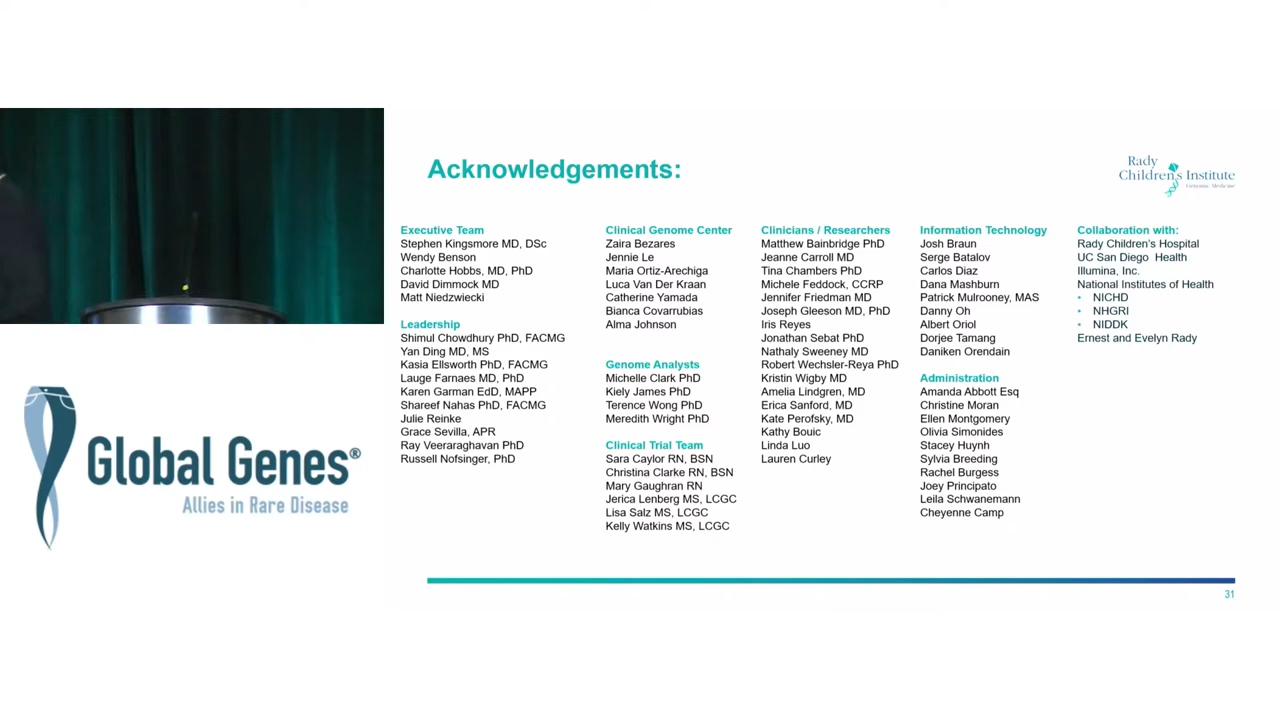 Acknowledgements:
Rady
Children's Institute
Genomic Medicine
Executive Team
Stephen Kingsmore MD, DSc
Wendy Benson
Charlotte Hobbs, MD, PhD
David Dimmock MD
Matt Niedzwiecki
Leadership
Shimul Chowdhury PhD, FACMG
Yan Ding MD, MS
Kasia Ellsworth PhD, FACMG
Lauge Farnaes MD, PhD
Karen Garman EdD, MAPP
Shareef Nahas PhD, FACMG
Julie Reinke
Grace Sevilla, APR
Ray Veeraraghavan PhD
Russell Nofsinger, PhD
Clinical Genome Center
Zaira Bezares
Jennie Le
Maria Ortiz-Arechiga
Luca Van Der Kraan
Catherine Yamada
Bianca Covarrubias
Alma Johnson
Genome Analysts
Michelle Clark PhD
Kiely James PhD
Terence Wong PhD
Meredith Wright PhD
Clinical Trial Team
Sara Caylor RN, BSN
Christina Clarke RN, BSN
Mary Gaughran RN
Jerica Lenberg MS, LCGC
Lisa Salz MS, LCGC
Kelly Watkins MS, LCGC
Clinicians / Researchers
Matthew Bainbridge PhD
Jeanne Carroll MD
Tina Chambers PhD
Michele Feddock, CCRP
Jennifer Friedman MD
Joseph Gleeson MD, PhD
Iris Reyes
Jonathan Sebat PhD
Nathaly Sweeney MD
Robert Wechsler-Reya PhD
Kristin Wigby MD
Amelia Lindgren, MD
Erica Sanford, MD
Kate Perofsky, MD
Kathy Bouic
Linda Luo
Lauren Curley
Information Technology
Josh Braun
Serge Batalov
Carlos Diaz
Dana Mashburn
Patrick Mulrooney, MAS
Danny Oh
Albert Oriol
Dorjee Tamang
Daniken Orendain
Administration
Amanda Abbott Esq
Christine Moran
Ellen Montgomery
Olivia Simonides
Stacey Huynh
Sylvia Breeding
Rachel Burgess
Joey Principato
Leila Schwanemann
Cheyenne Camp
Collaboration with:
Rady Children's Hospital
UC San Diego Health
Illumina, Inc.
National Institutes of Health
• NICHD
• NHGRI
• NIDDK
Ernest and Evelyn Rady
Global Genes®
Allies in Rare Disease
31